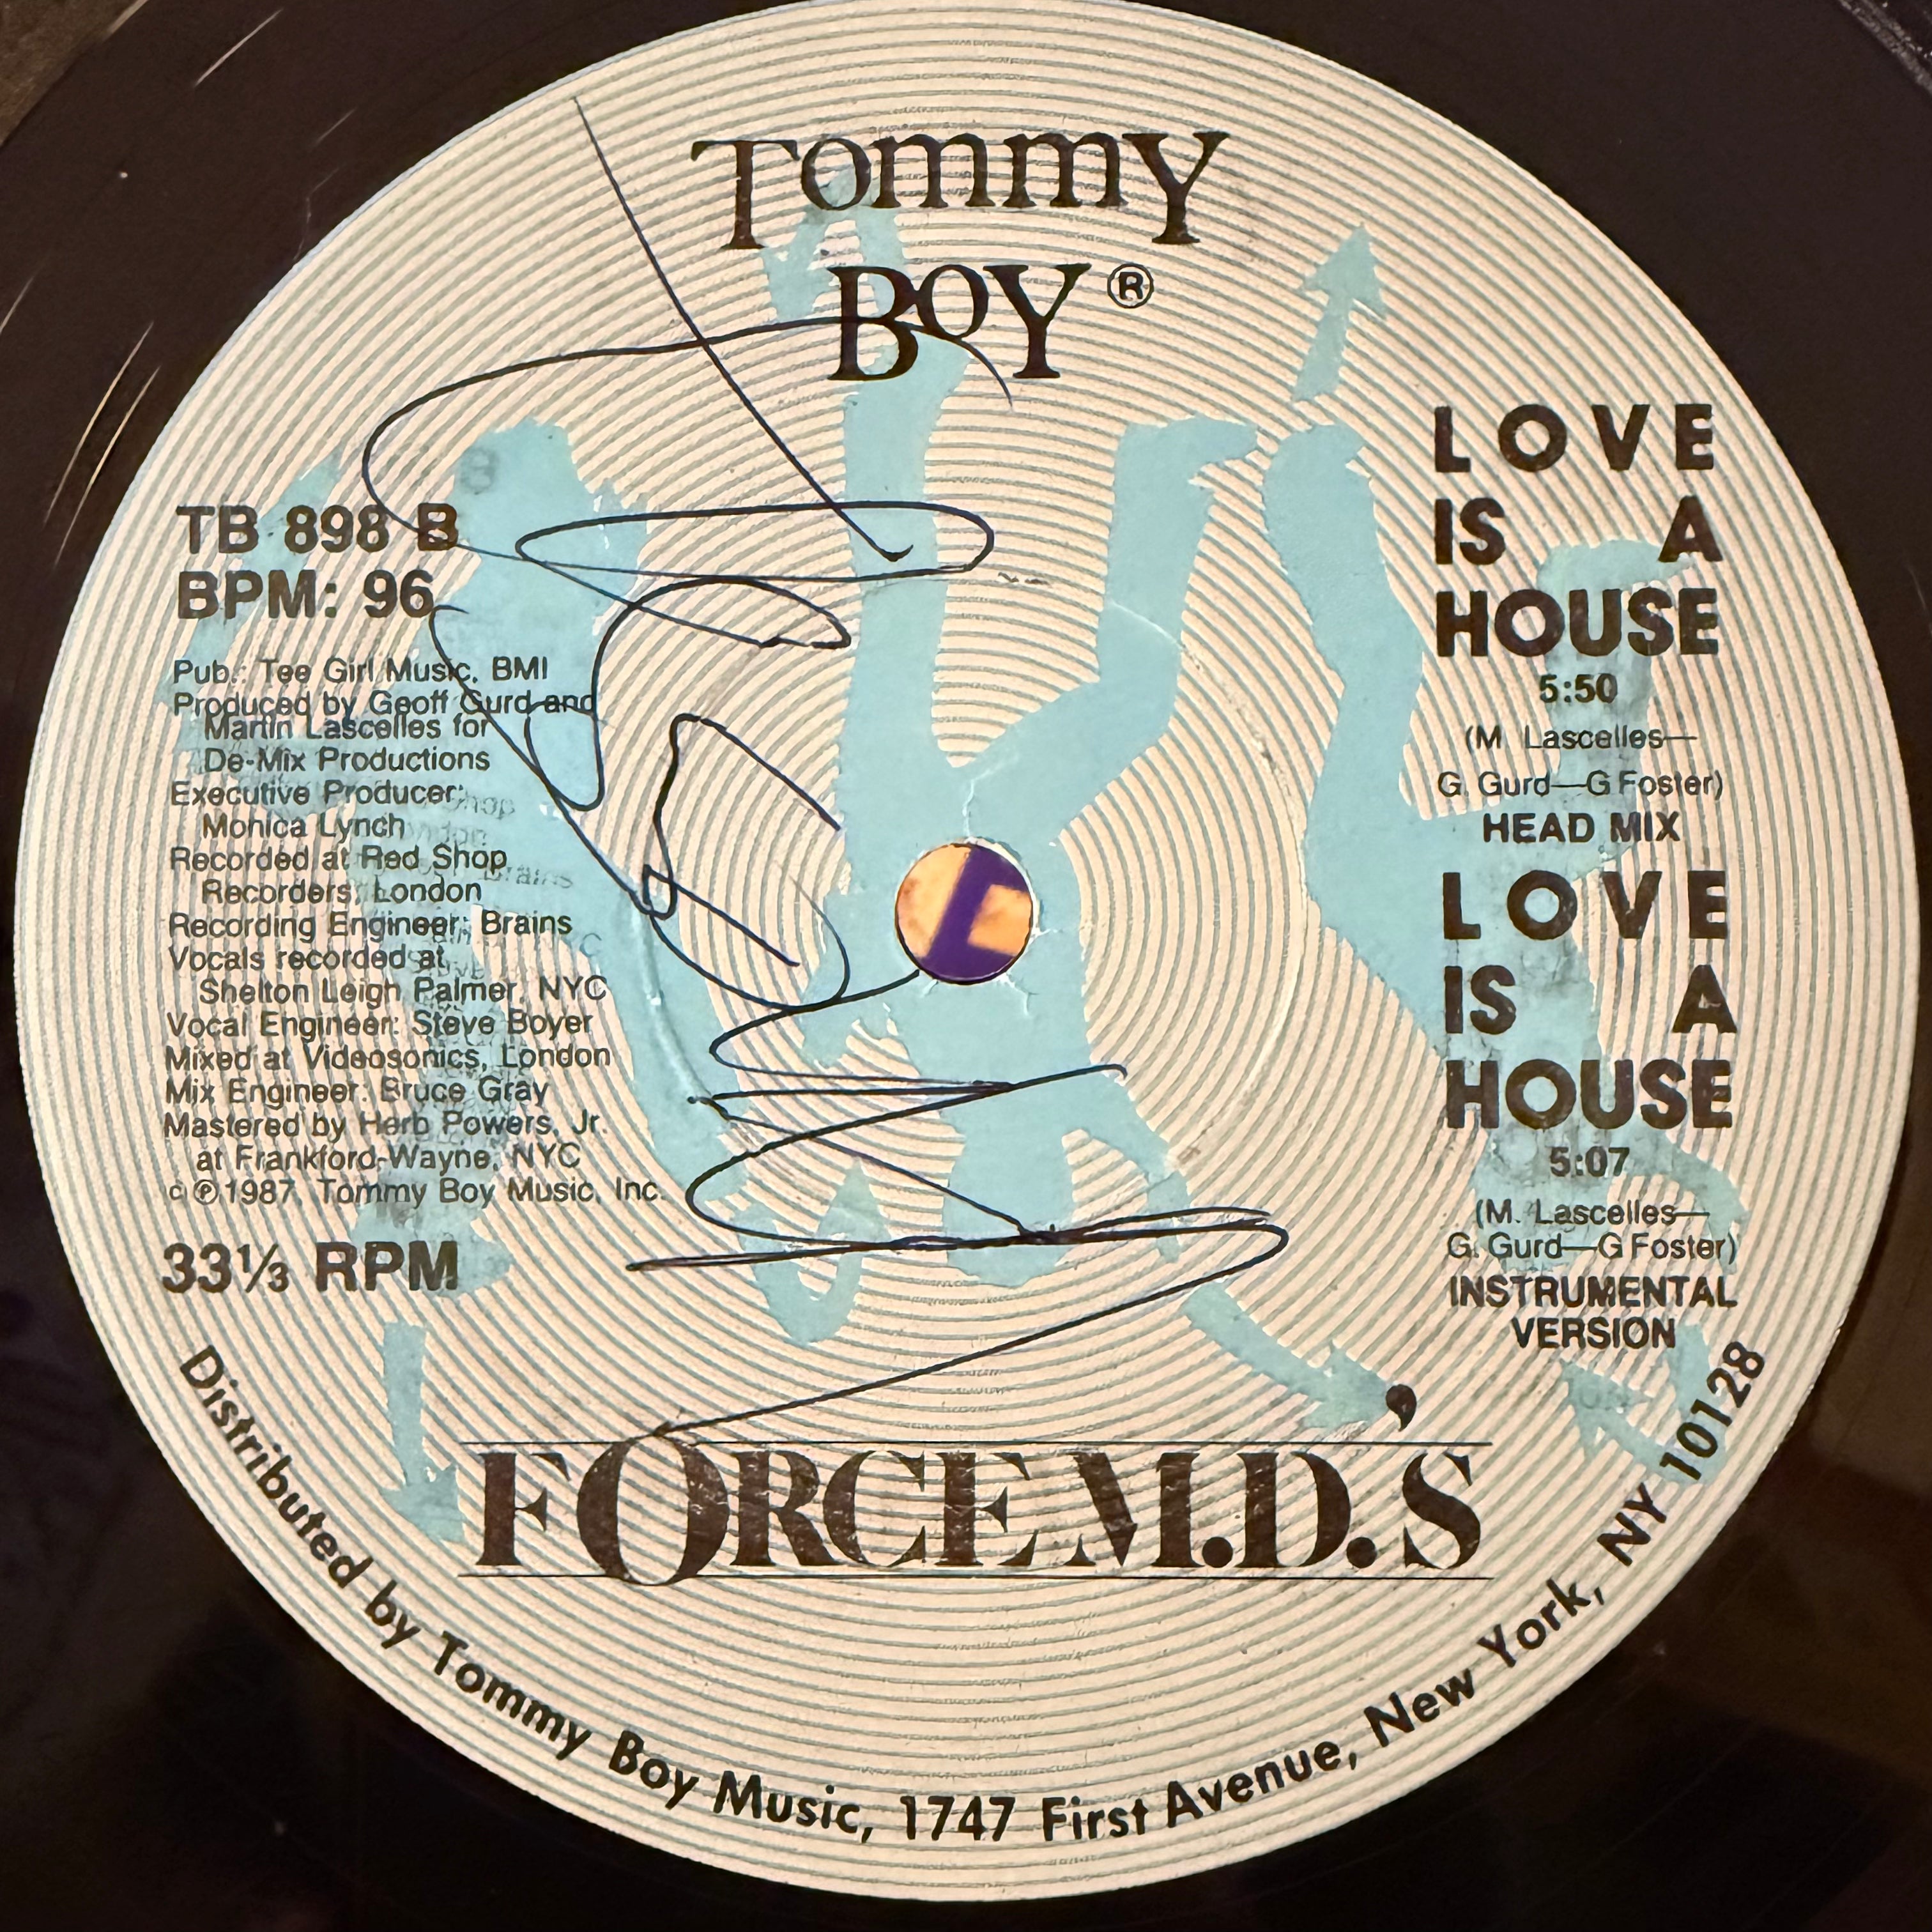 Tommy
Boy®
TB 898 B
BPM: 96
Pub.: Tee Girl Music, BMI
Produced by Geoff Gurd and
Martin Lascelles for
De-Mix Productions
Executive Producer:
Monica Lynch
Recorded at Red Shop
Recorders, London
Recording Engineer: Brains
Vocals recorded at
Shelton Leigh Palmer, NYC
Vocal Engineer: Steve Boyer
Mixed at Videosonics, London
Mix Engineer: Bruce Gray
Mastered by Herb Powers, Jr.
at Frankford-Wayne, NYC
© ℗ 1987, Tommy Boy Music, Inc.
33⅓ RPM
LOVE
IS A
HOUSE
5:50
(M Lascelles—
G. Gurd—G Foster)
HEAD MIX
LOVE
IS A
HOUSE
5:07
(M. Lascelles—
G. Gurd—G Foster)
INSTRUMENTAL
VERSION
FORCE M.D.'S
Distributed by Tommy Boy Music, 1747 First Avenue, New York, NY 10128